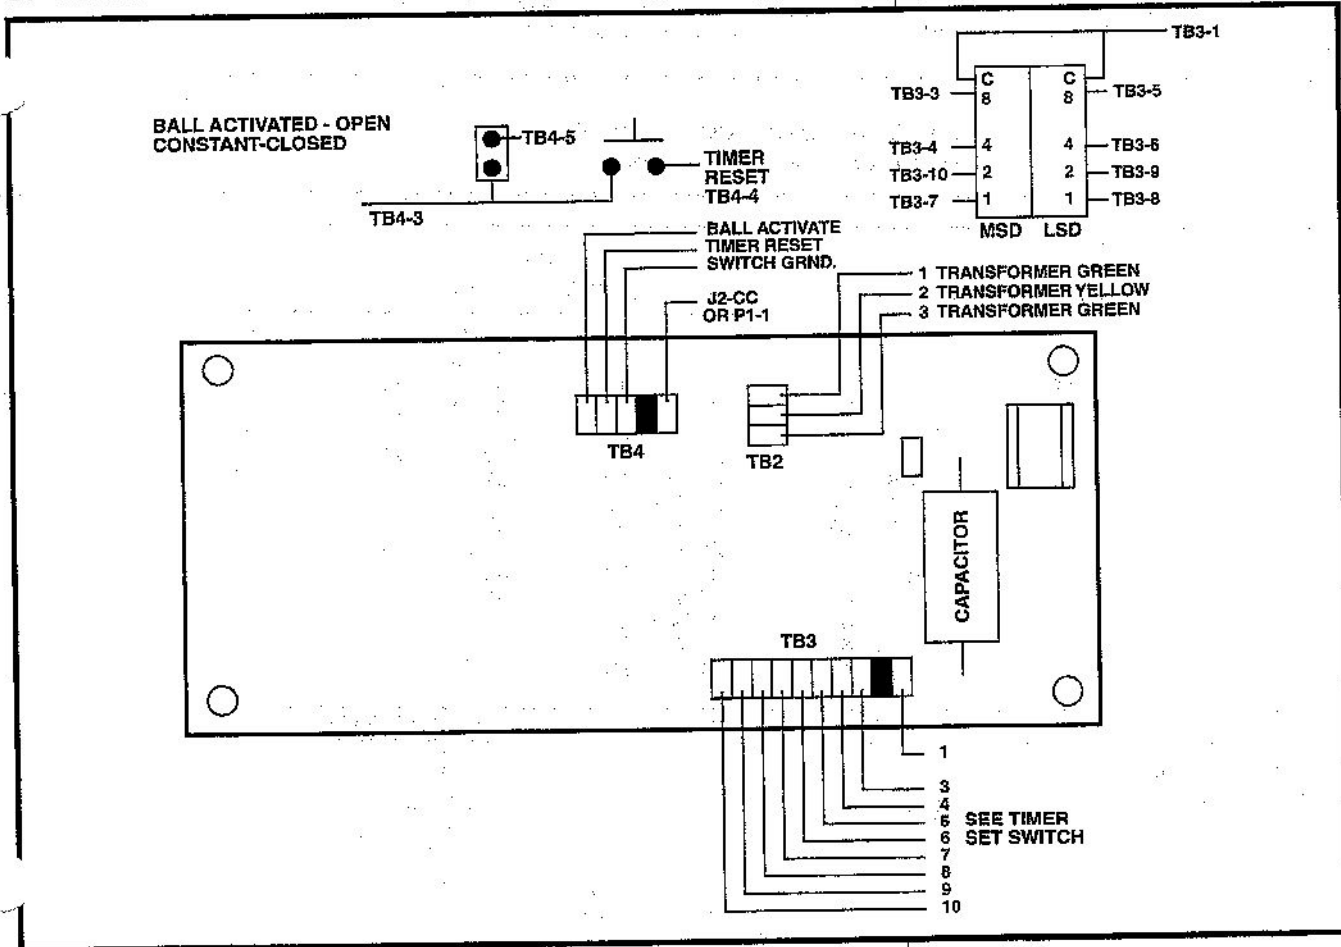 TB3-1
C C
TB3-3 8 8 TB3-5
BALL ACTIVATED - OPEN
CONSTANT-CLOSED
TB4-5
TB3-4 4 4 TB3-6
TIMER
RESET
TB4-4
TB3-10 2 2 TB3-9
TB3-7 1 1 TB3-8
TB4-3
MSD LSD
BALL ACTIVATE
TIMER RESET
SWITCH GRND.
J2-CC
OR P1-1
1 TRANSFORMER GREEN
2 TRANSFORMER YELLOW
3 TRANSFORMER GREEN
TB4
TB2
CAPACITOR
TB3
1
3
4
5 SEE TIMER
6 SET SWITCH
7
8
9
10